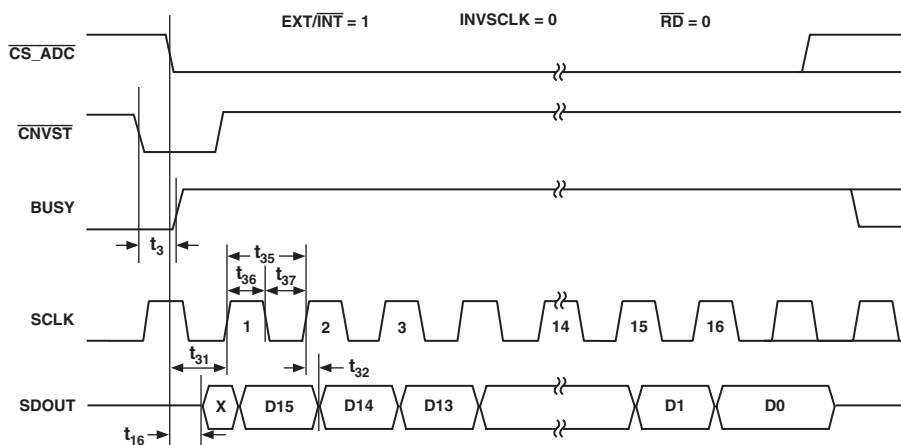 EXT/INT = 1 INVSCLK = 0 RD = 0
CS_ADC
CNVST
BUSY
t3
t35
t36 t37
SCLK 1 2 3 14 15 16
t31
t32
SDOUT X D15 D14 D13 D1 D0
t16